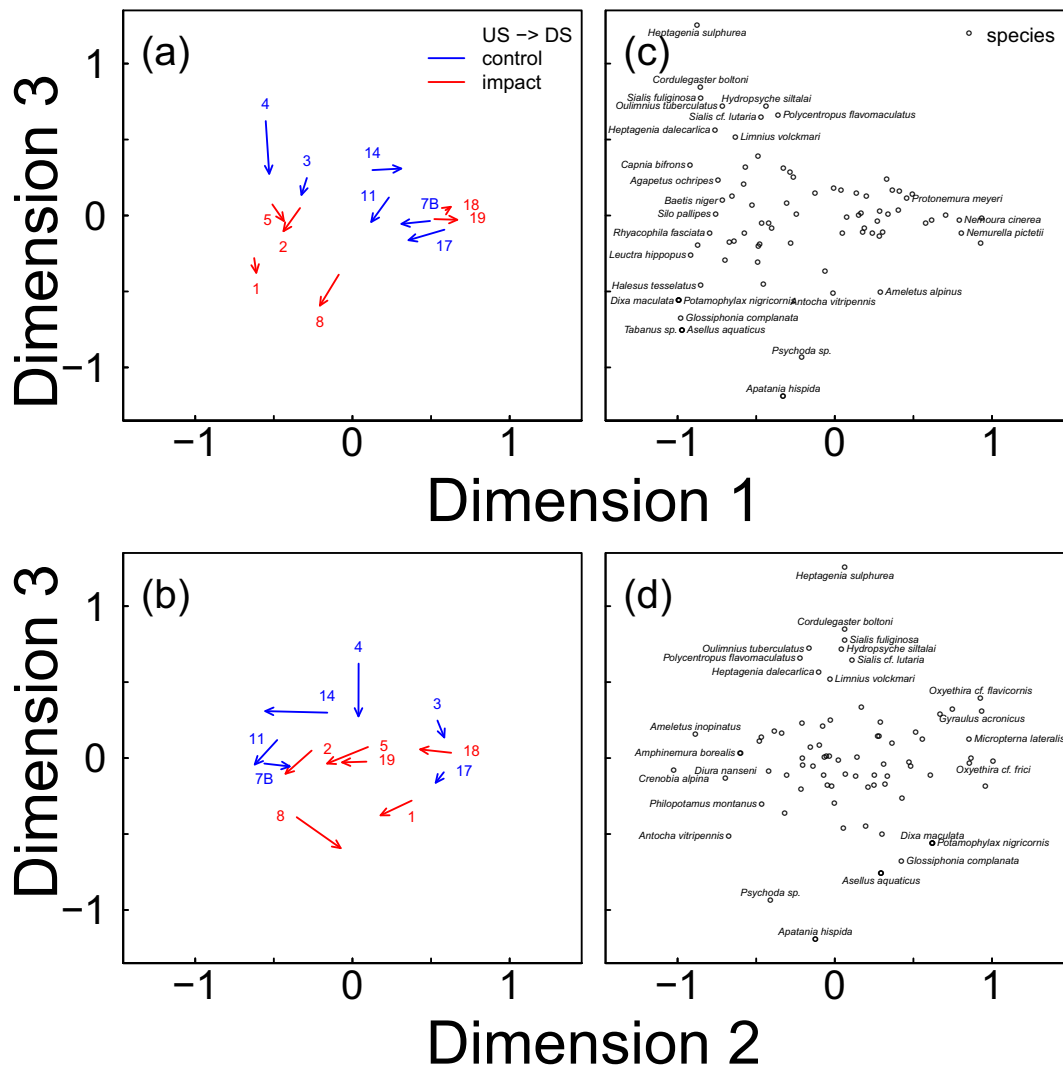 (a)
US −> DS
control
impact
4
3
14
11
7B
18
19
17
5
2
1
8
Dimension 3
1
0
−1
−1
0
1
(c)
species
Heptagenia sulphurea
Cordulegaster boltoni
Sialis fuliginosa
Hydropsyche siltalai
Oulimnius tuberculatus
Sialis cf. lutaria
Polycentropus flavomaculatus
Heptagenia dalecarlica
Limnius volckmari
Capnia bifrons
Agapetus ochripes
Baetis niger
Protonemura meyeri
Silo pallipes
Nemoura cinerea
Rhyacophila fasciata
Nemurella pictetii
Leuctra hippopus
Halesus tesselatus
Ameletus alpinus
Dixa maculata
Potamophylax nigricornis
Antocha vitripennis
Glossiphonia complanata
Tabanus sp.
Asellus aquaticus
Psychoda sp.
Apatania hispida
−1
0
1
Dimension 1
(b)
4
14
3
11
2
5
19
18
7B
17
8
1
Dimension 3
1
0
−1
−1
0
1
(d)
Heptagenia sulphurea
Cordulegaster boltoni
Sialis fuliginosa
Oulimnius tuberculatus
Hydropsyche siltalai
Polycentropus flavomaculatus
Sialis cf. lutaria
Heptagenia dalecarlica
Limnius volckmari
Oxyethira cf. flavicornis
Ameletus inopinatus
Gyraulus acronicus
Micropterna lateralis
Amphinemura borealis
Crenobia alpina
Diura nanseni
Oxyethira cf. frici
Philopotamus montanus
Antocha vitripennis
Dixa maculata
Potamophylax nigricornis
Glossiphonia complanata
Asellus aquaticus
Psychoda sp.
Apatania hispida
−1
0
1
Dimension 2